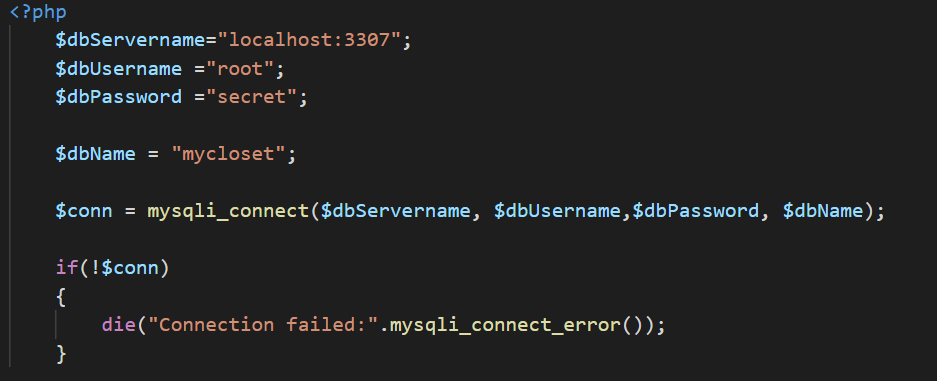 <?php
$dbServername="localhost:3307";
$dbUsername ="root";
$dbPassword ="secret";
$dbName = "mycloset";
$conn = mysqli_connect($dbServername, $dbUsername,$dbPassword, $dbName);
if(!$conn)
{
die("Connection failed:".mysqli_connect_error());
}